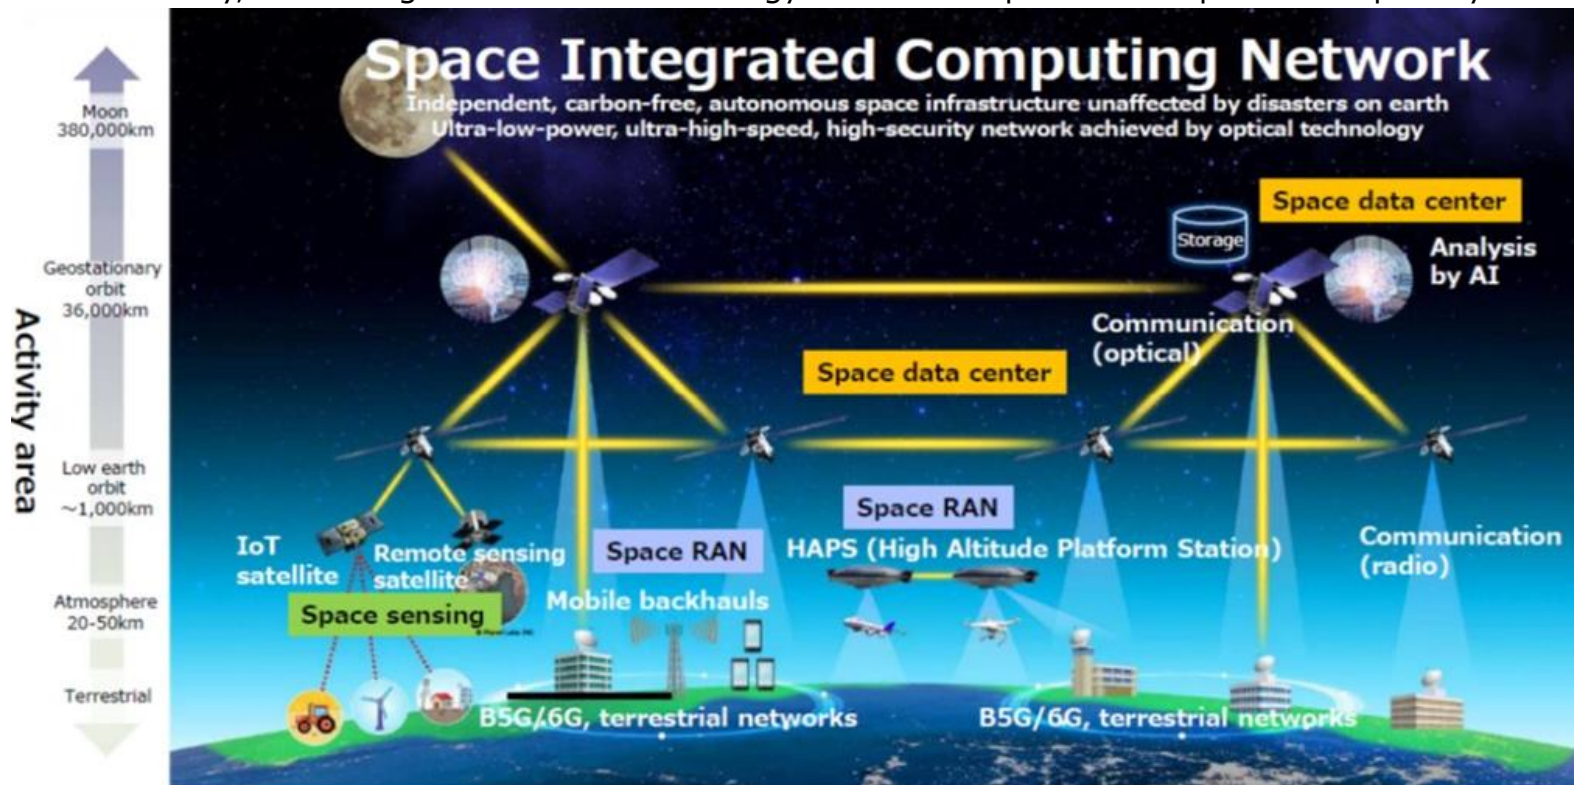 Space Integrated Computing Network
Independent, carbon-free, autonomous space infrastructure unaffected by disasters on earth
Ultra-low-power, ultra-high-speed, high-security network achieved by optical technology
Activity area
Moon
380,000km
Geostationary
orbit
36,000km
Low earth
orbit
~1,000km
Atmosphere
20-50km
Terrestrial
Space data center
Storage
Analysis
by AI
Communication
(optical)
Space data center
Space RAN
HAPS (High Altitude Platform Station)
Communication
(radio)
IoT
satellite
Remote sensing
satellite
Space RAN
Space sensing
Mobile backhauls
B5G/6G, terrestrial networks
B5G/6G, terrestrial networks